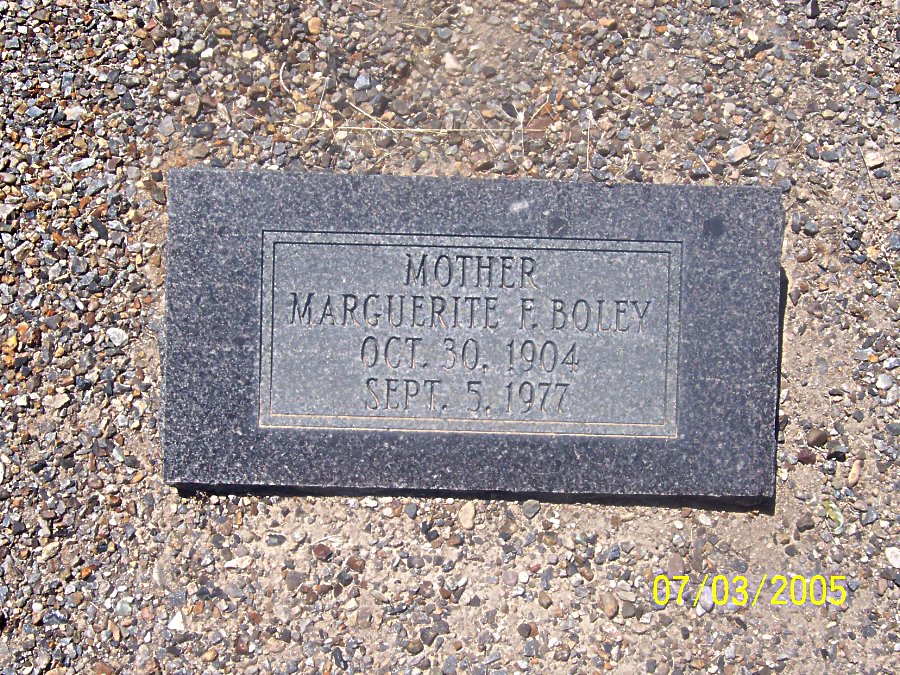 MOTHER
MARGUERITE F. BOLEY
OCT. 30, 1904
SEPT. 5, 1977
07/03/2005